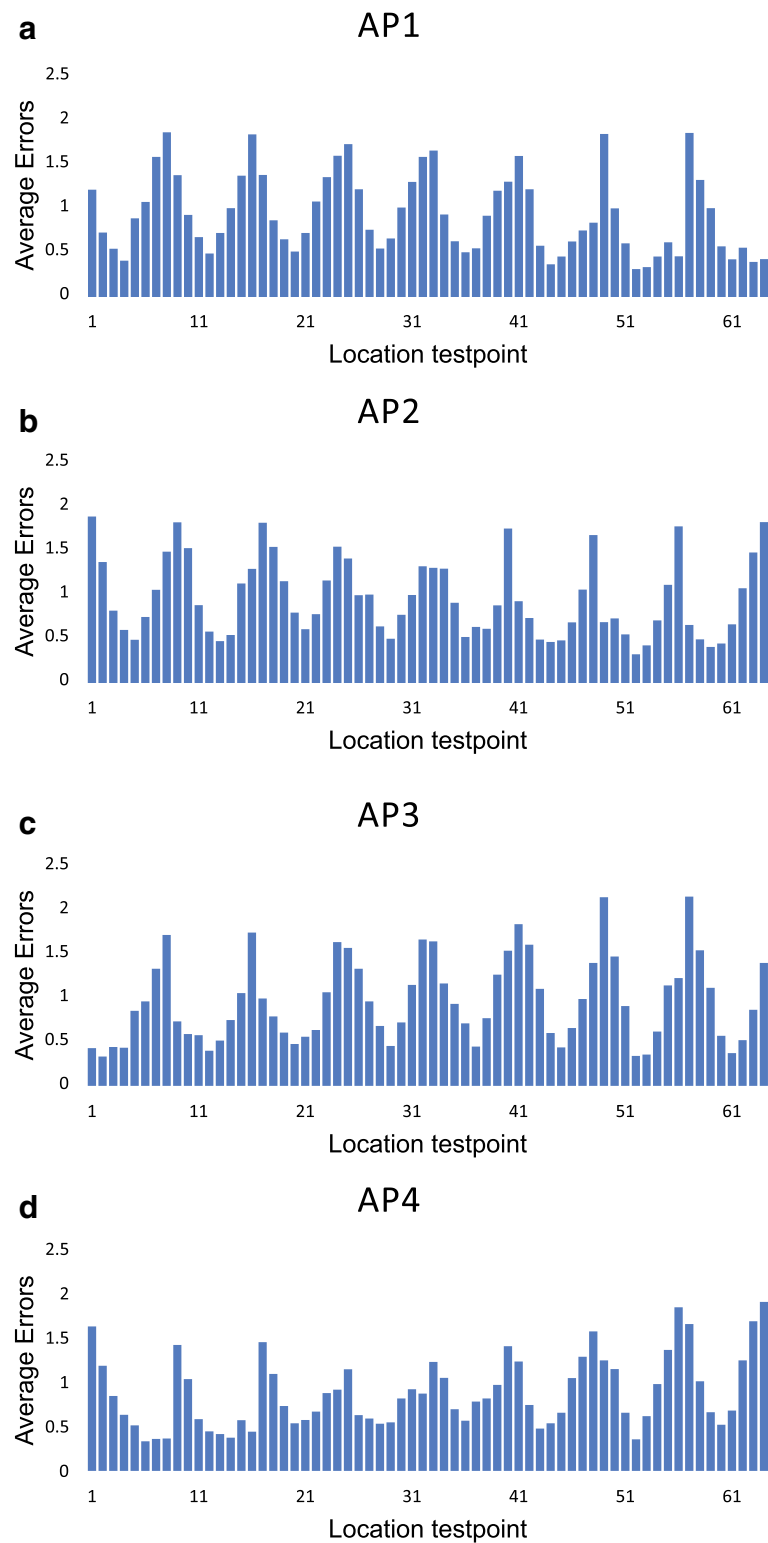 a
AP1
2.5
2
1.5
1
0.5
0
Average Errors
1 11 21 31 41 51 61
Location testpoint
b
AP2
2.5
2
1.5
1
0.5
0
Average Errors
1 11 21 31 41 51 61
Location testpoint
c
AP3
2.5
2
1.5
1
0.5
0
Average Errors
1 11 21 31 41 51 61
Location testpoint
d
AP4
2.5
2
1.5
1
0.5
0
Average Errors
1 11 21 31 41 51 61
Location testpoint